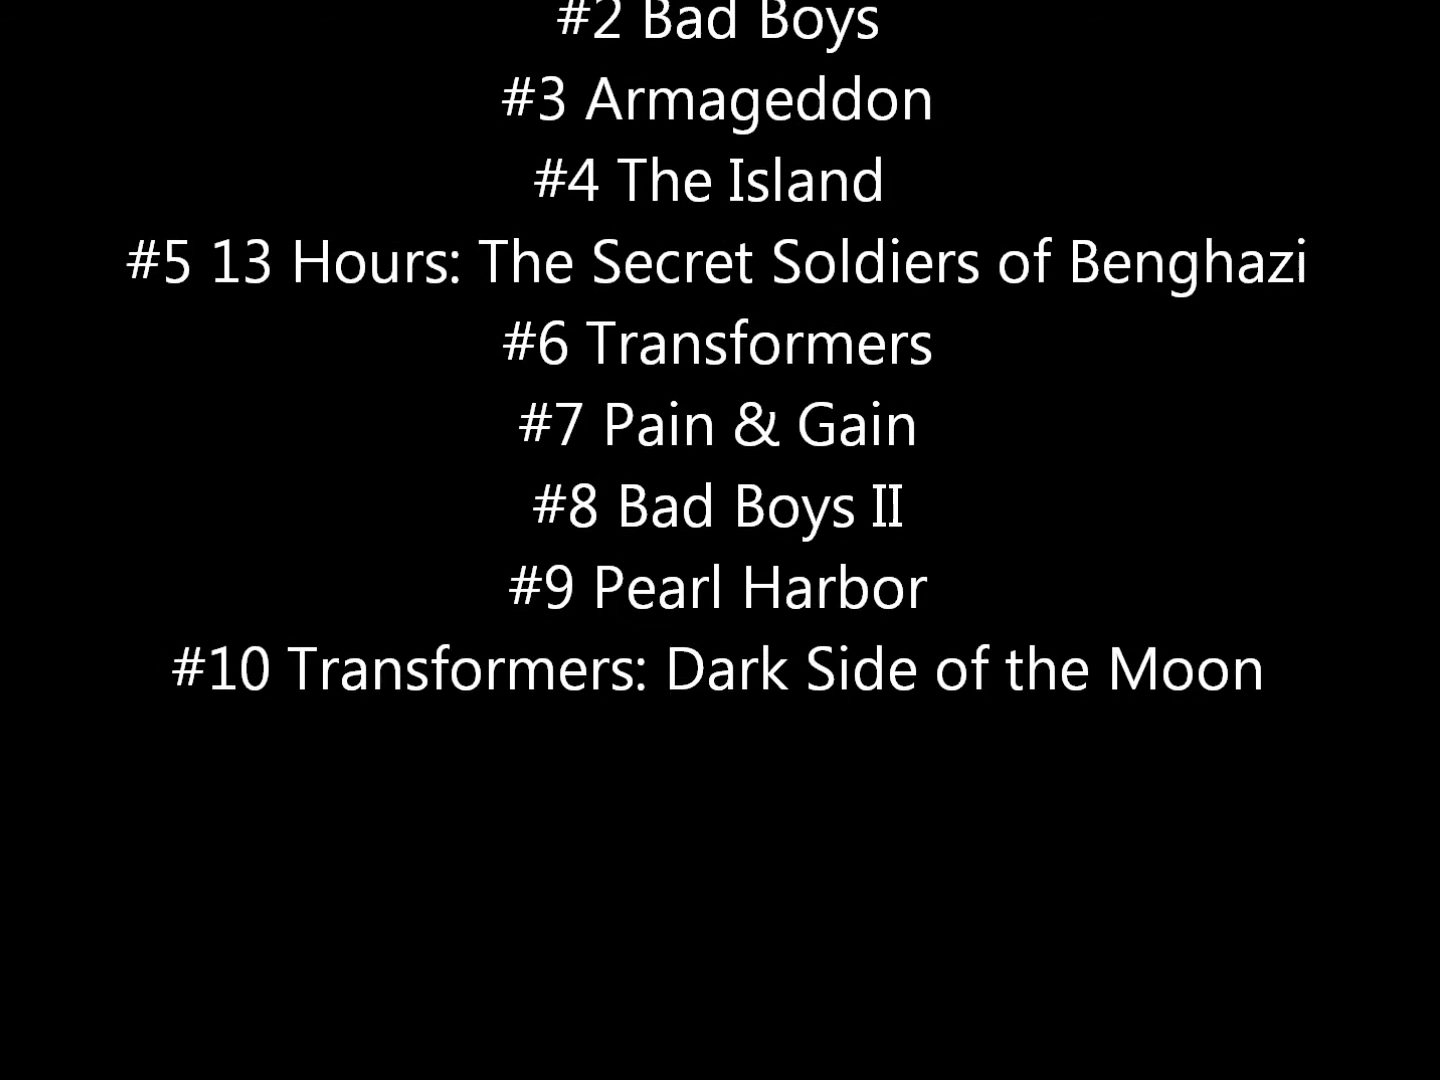 #2 Bad Boys
#3 Armageddon
#4 The Island
#5 13 Hours: The Secret Soldiers of Benghazi
#6 Transformers
#7 Pain & Gain
#8 Bad Boys II
#9 Pearl Harbor
#10 Transformers: Dark Side of the Moon